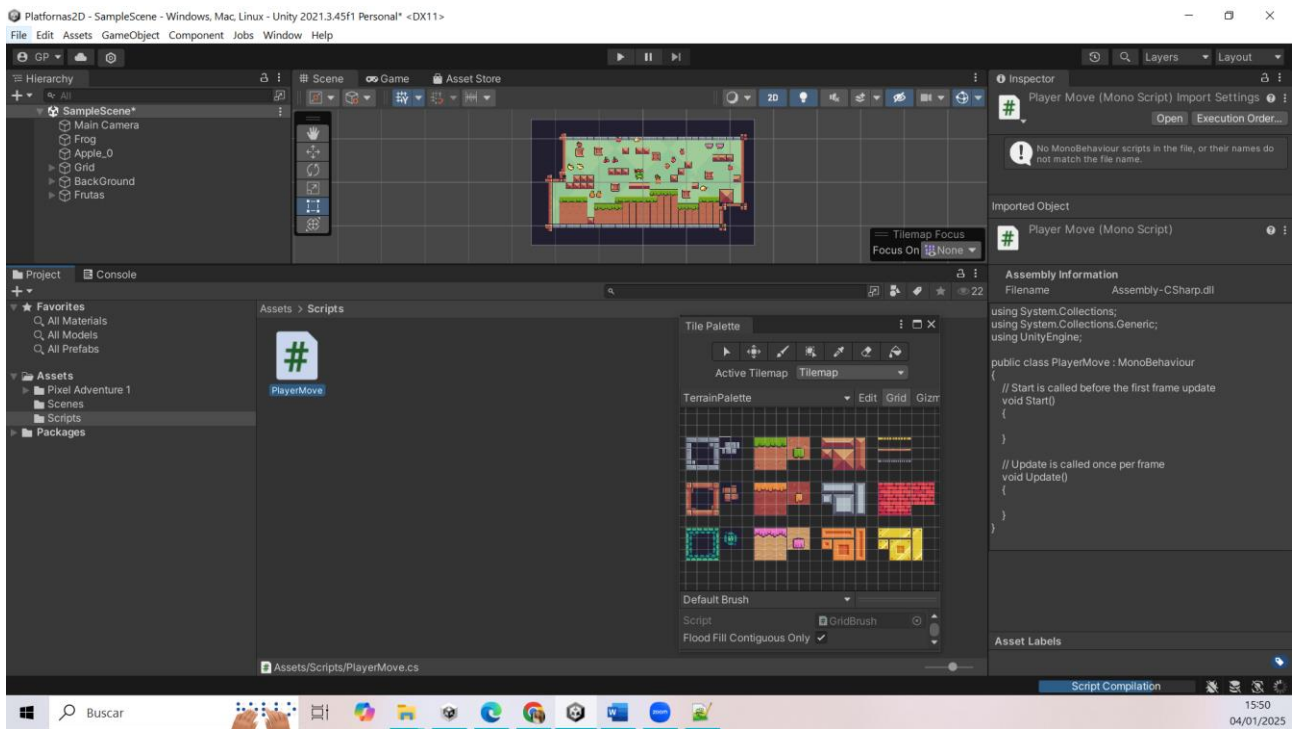 Platfornas2D - SampleScene - Windows, Mac, Linux - Unity 2021.3.45f1 Personal* <DX11>
File Edit Assets GameObject Component Jobs Window Help
GP
Layers Layout
Hierarchy
All
SampleScene*
Main Camera
Frog
Apple_0
Grid
BackGround
Frutas
Scene Game Asset Store
2D
Tilemap Focus
Focus On None
Inspector
Player Move (Mono Script) Import Settings
Open Execution Order...
No MonoBehaviour scripts in the file, or their names do
not match the file name.
Imported Object
Player Move (Mono Script)
Assembly Information
Filename Assembly-CSharp.dll
using System.Collections;
using System.Collections.Generic;
using UnityEngine;
public class PlayerMove : MonoBehaviour
{
// Start is called before the first frame update
void Start()
{
}
// Update is called once per frame
void Update()
{
}
}
Asset Labels
Project Console
22
Favorites
All Materials
All Models
All Prefabs
Assets
Pixel Adventure 1
Scenes
Scripts
Packages
Assets > Scripts
#
PlayerMove
Tile Palette
Active Tilemap Tilemap
TerrainPalette Edit Grid Gizm
Default Brush
Script GridBrush
Flood Fill Contiguous Only
Assets/Scripts/PlayerMove.cs
Script Compilation
Buscar
15:50
04/01/2025